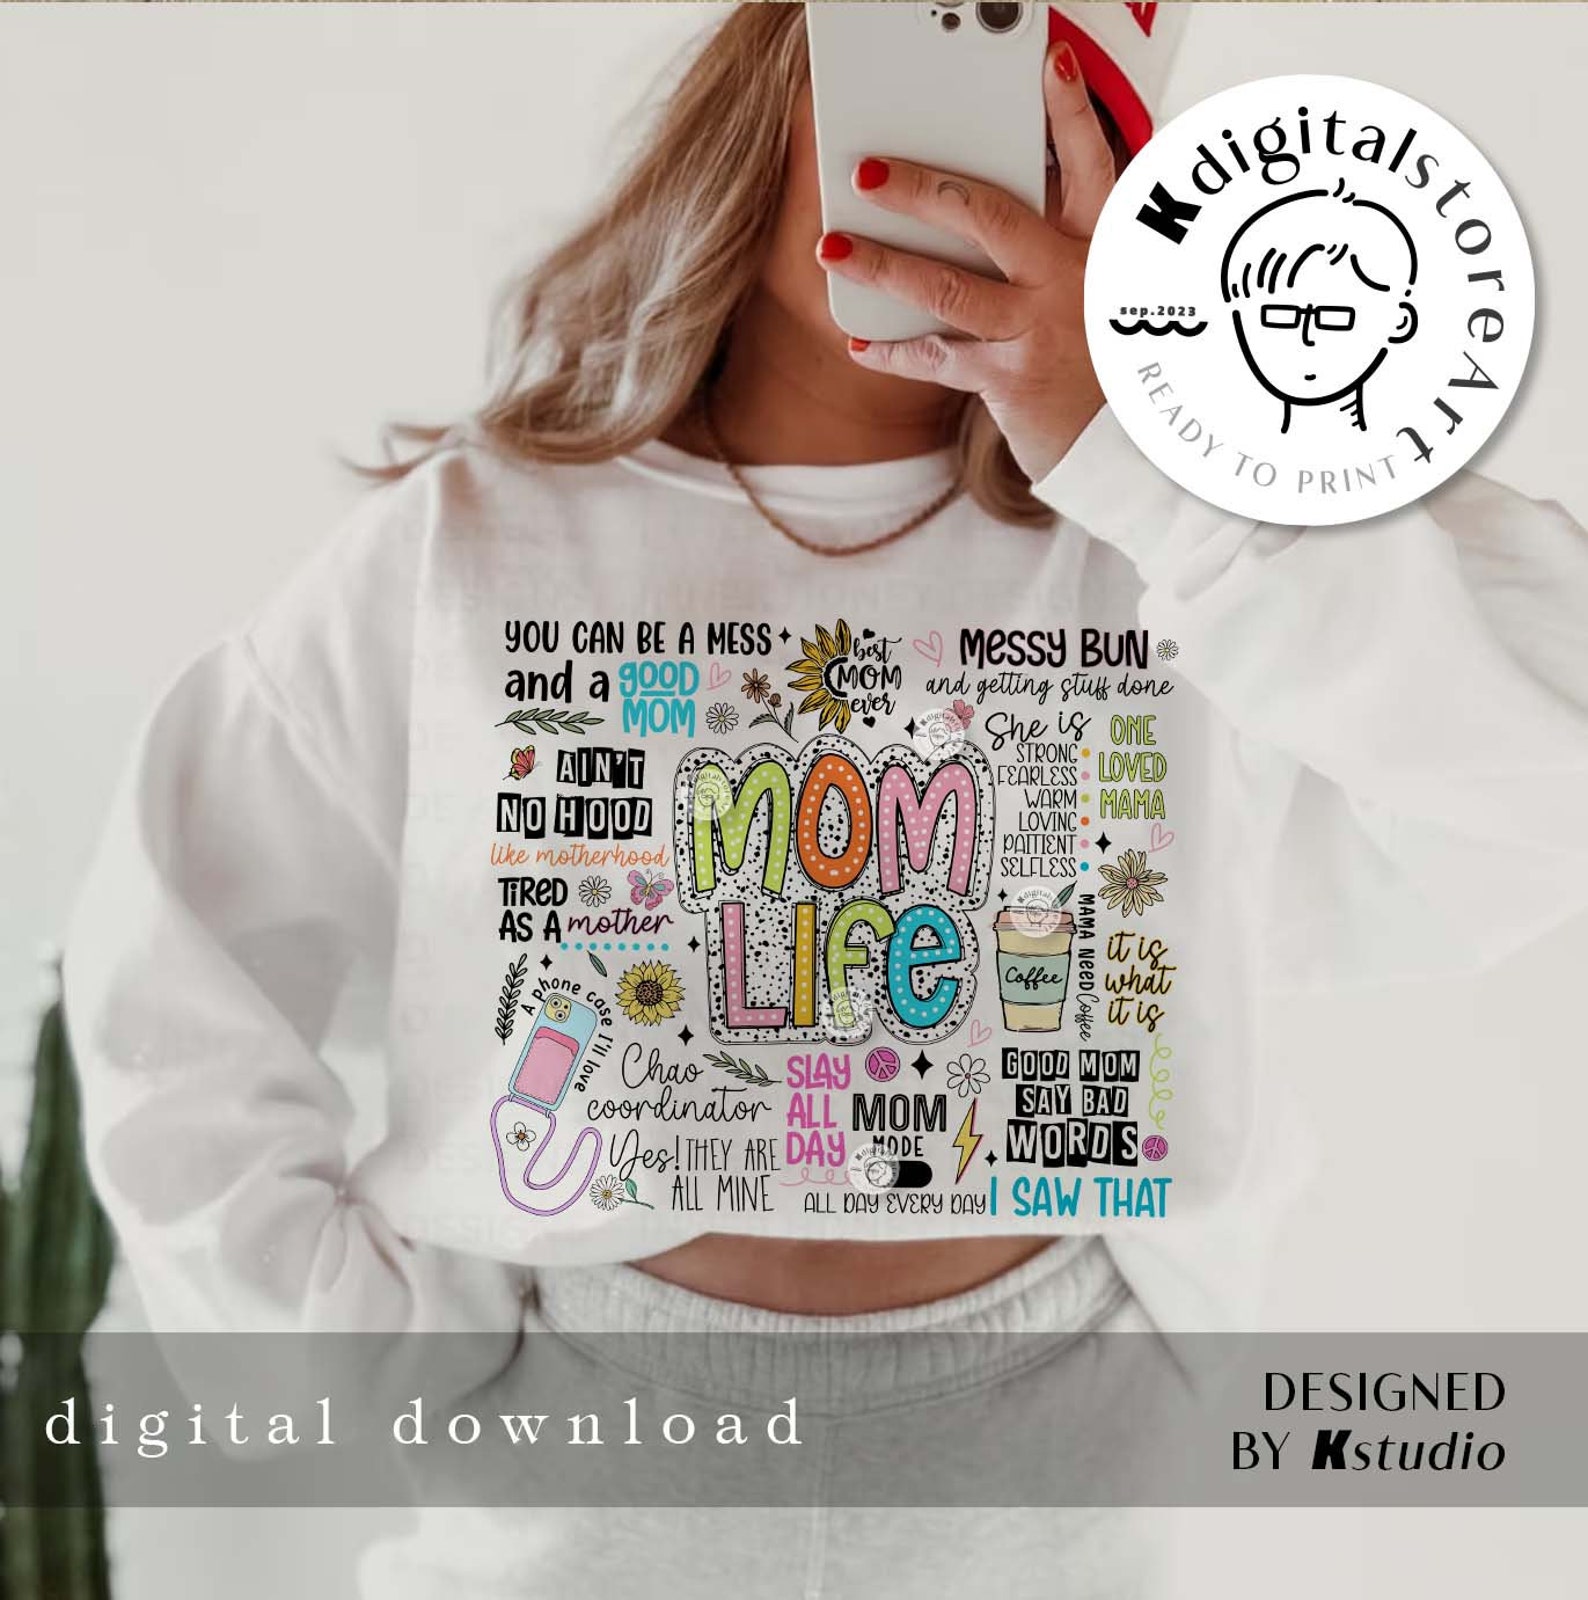 KdigitalstoreArt
sep.2023
READY TO PRINT
YOU CAN BE A MESS
and a good
MOM
best
MOM
ever
MESSY BUN
and getting stuff done
She is
STRONG
FEARLESS
WARM
LOVING
PAITIENT
SELFLESS
ONE
LOVED
MAMA
AIN'T
NO HOOD
like motherhood
TIRED
AS A mother
MOM
LIFE
Coffee
MAMA NEED Coffee
it is
what
it is
A phone case I'll love
Chao
coordinator
Yes! THEY ARE
ALL MINE
SLAY
ALL
DAY
MOM
MODE
ALL DAY EVERY DAY
GOOD MOM
SAY BAD
WORDS
I SAW THAT
digital download
DESIGNED
BY Kstudio